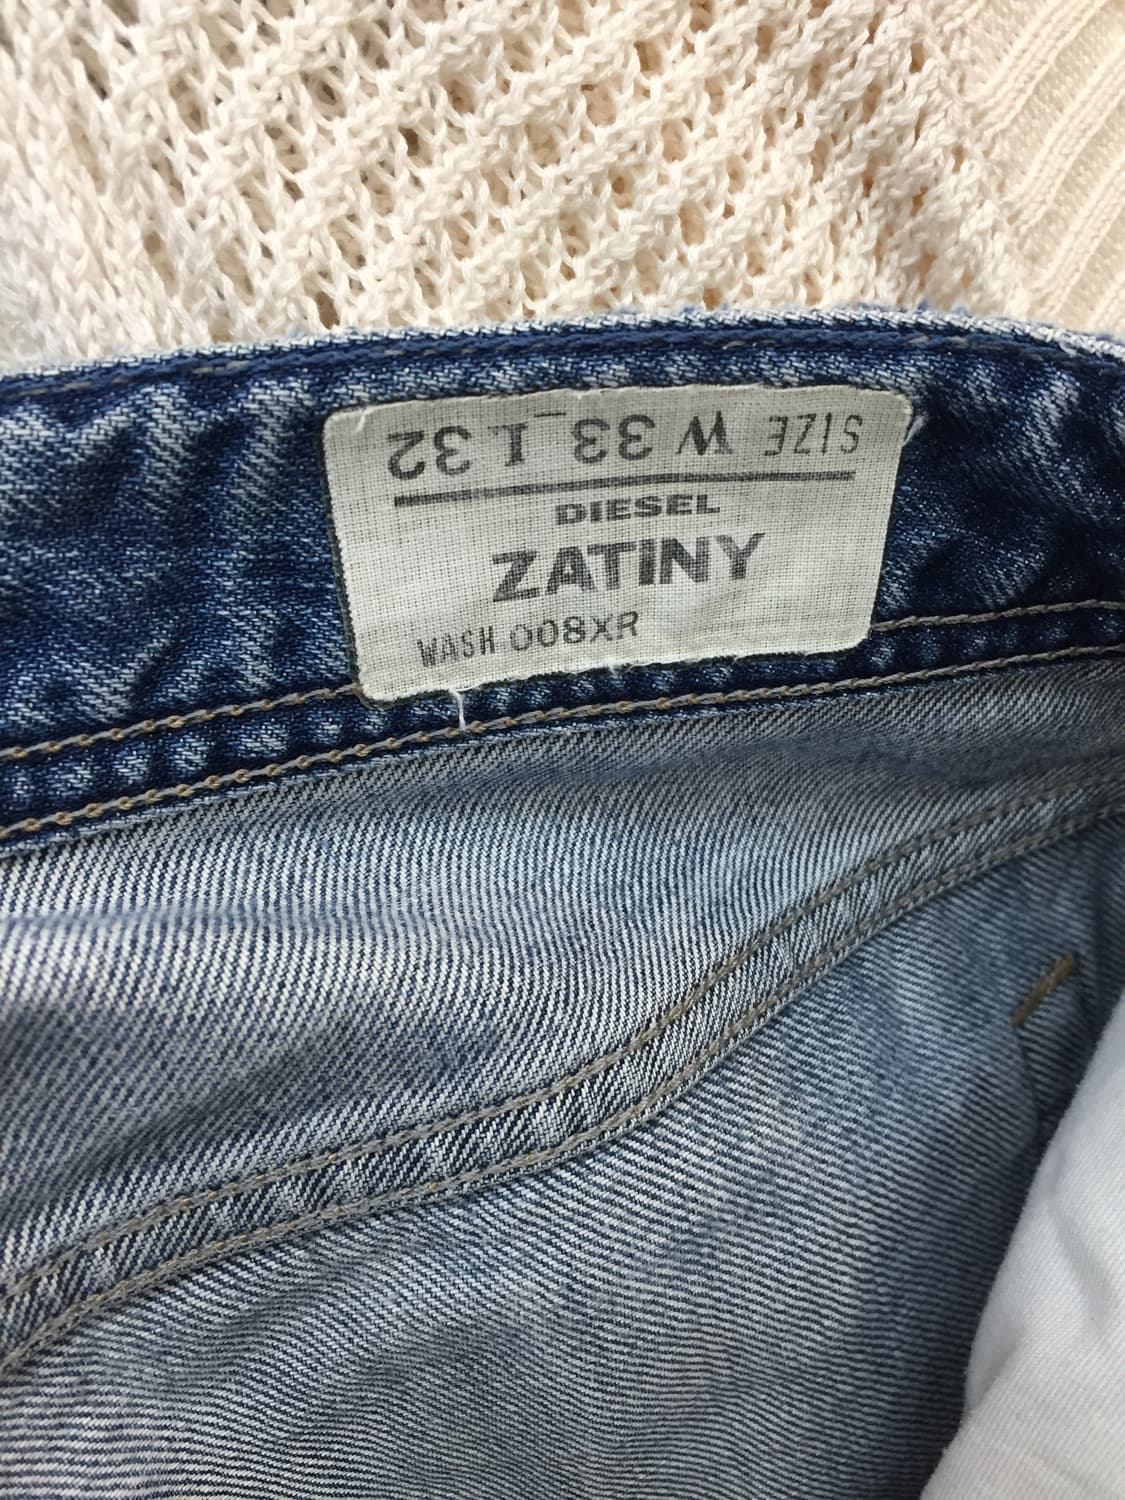 SIZE W 33 L 32
DIESEL
ZATINY
WASH 008XR